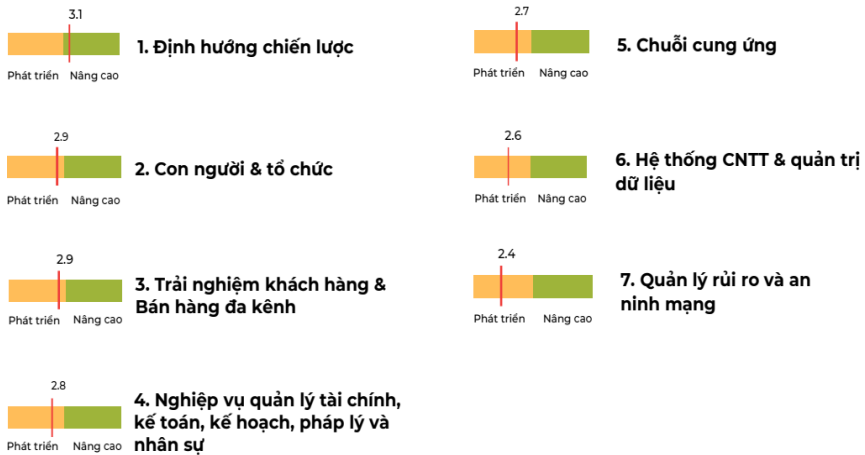 3.1
1. Định hướng chiến lược
Phát triển Nâng cao
2.9
2. Con người & tổ chức
Phát triển Nâng cao
2.9
3. Trải nghiệm khách hàng &
Bán hàng đa kênh
Phát triển Nâng cao
2.8
4. Nghiệp vụ quản lý tài chính,
kế toán, kế hoạch, pháp lý và
nhân sự
Phát triển Nâng cao
2.7
5. Chuỗi cung ứng
Phát triển Nâng cao
2.6
6. Hệ thống CNTT & quản trị
dữ liệu
Phát triển Nâng cao
2.4
7. Quản lý rủi ro và an
ninh mạng
Phát triển Nâng cao